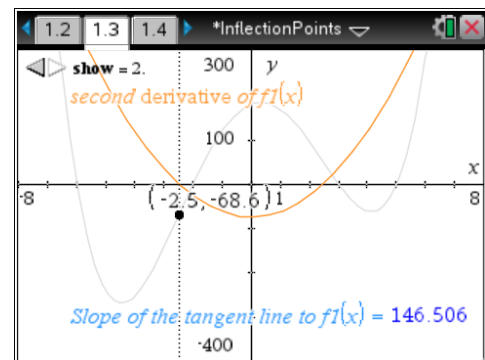 1.2 1.3 1.4 *InflectionPoints
show = 2.
300 y
second derivative of f1(x)
100
x
-8 (-2.5, -68.6) 1 8
Slope of the tangent line to f1(x) = 146.506
-400